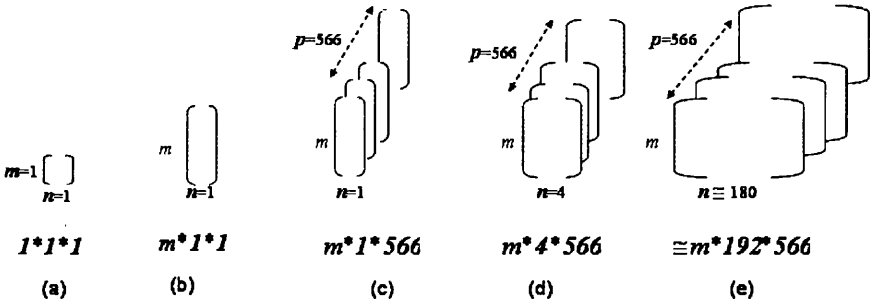 p=566
p=566
p=566
m
m
m
m
m=1
n=1
n=1
n=1
n=4
n ≅ 180
1*1*1
m*1*1
m*1*566
m*4*566
≅m*192*566
(a)
(b)
(c)
(d)
(e)